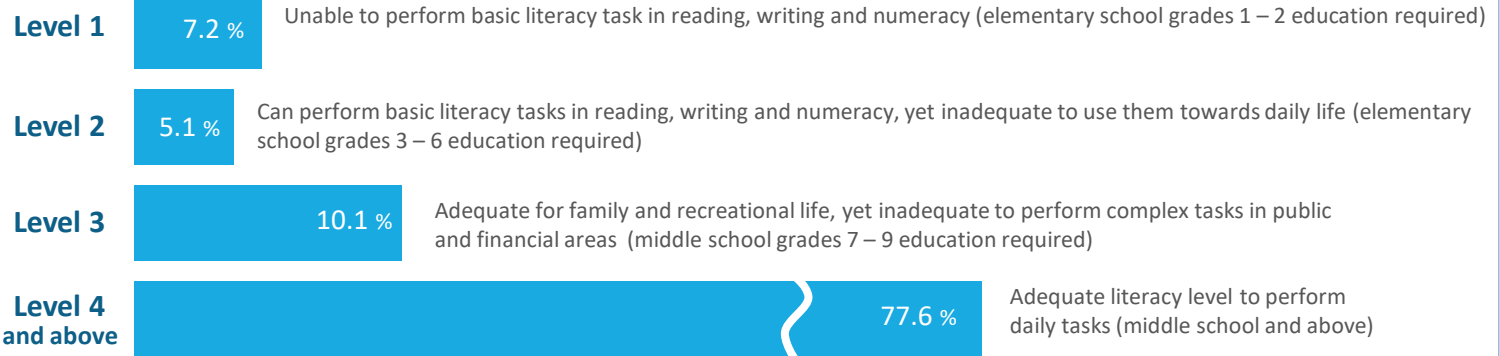 Level 1
7.2 %
Unable to perform basic literacy task in reading, writing and numeracy (elementary school grades 1 – 2 education required)
Level 2
5.1 %
Can perform basic literacy tasks in reading, writing and numeracy, yet inadequate to use them towards daily life (elementary
school grades 3 – 6 education required)
Level 3
10.1 %
Adequate for family and recreational life, yet inadequate to perform complex tasks in public
and financial areas (middle school grades 7 – 9 education required)
Level 4
and above
77.6 %
Adequate literacy level to perform
daily tasks (middle school and above)